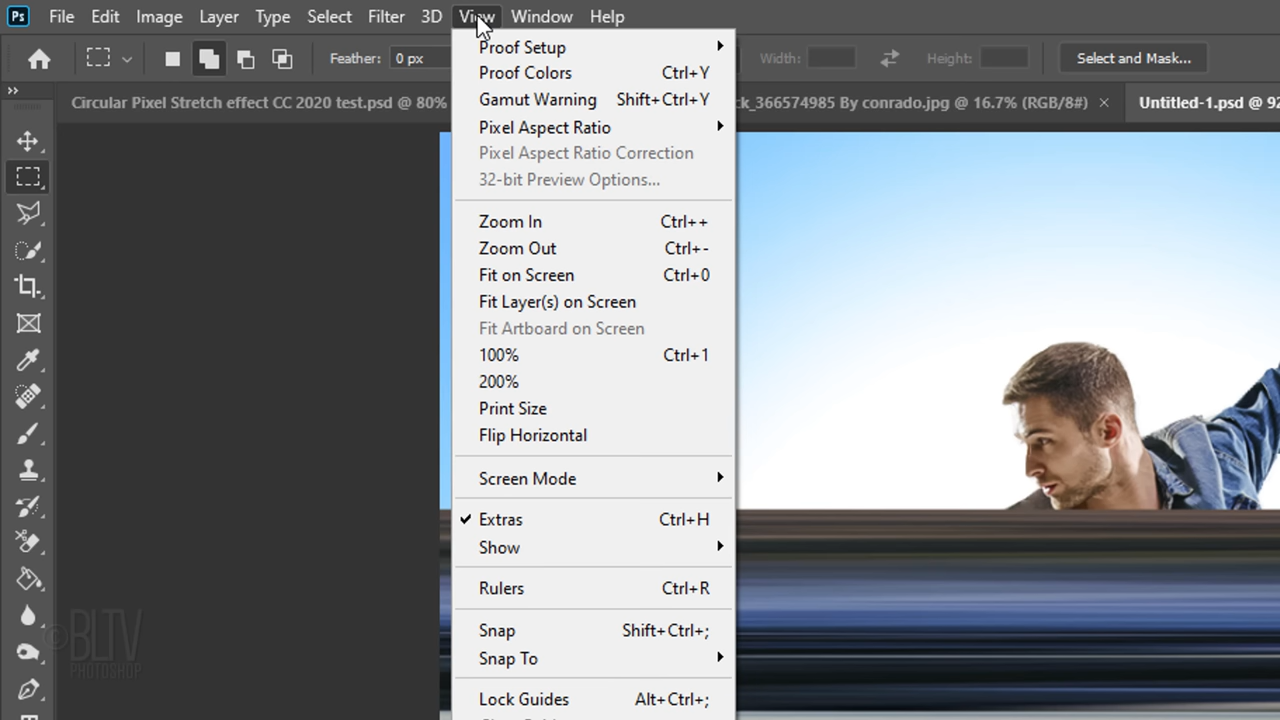 Ps File Edit Image Layer Type Select Filter 3D View Window Help
Feather: 0 px Width: Height: Select and Mask...
Circular Pixel Stretch effect CC 2020 test.psd @ 80% ck_366574985 By conrado.jpg @ 16.7% (RGB/8#) × Untitled-1.psd @ 92
Proof Setup
Proof Colors Ctrl+Y
Gamut Warning Shift+Ctrl+Y
Pixel Aspect Ratio
Pixel Aspect Ratio Correction
32-bit Preview Options...
Zoom In Ctrl++
Zoom Out Ctrl+-
Fit on Screen Ctrl+0
Fit Layer(s) on Screen
Fit Artboard on Screen
100% Ctrl+1
200%
Print Size
Flip Horizontal
Screen Mode
Extras Ctrl+H
Show
Rulers Ctrl+R
Snap Shift+Ctrl+;
Snap To
Lock Guides Alt+Ctrl+;
©BLTV
PHOTOSHOP